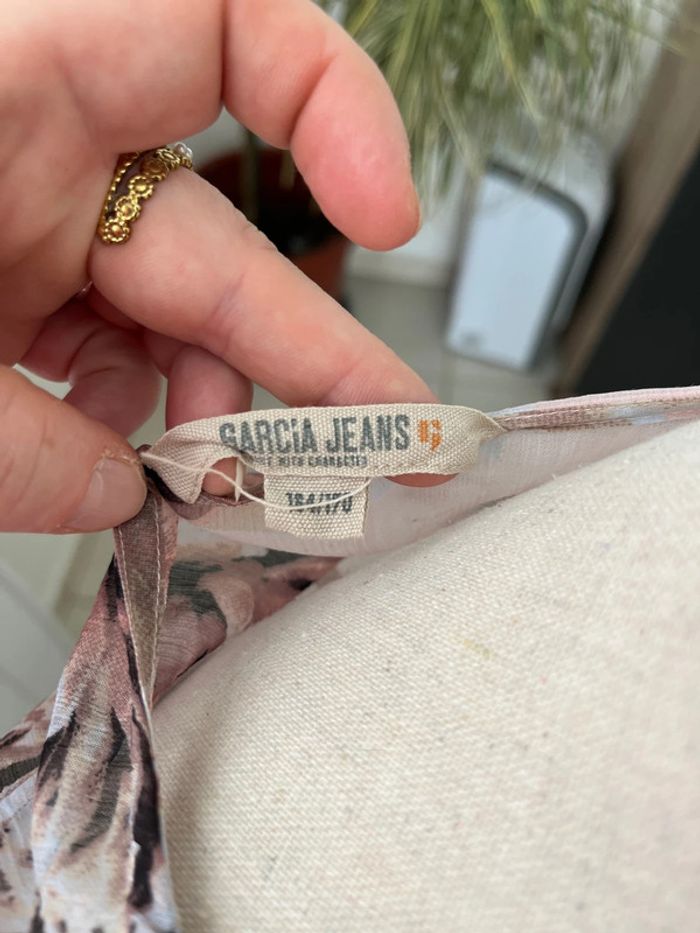 GARCIA JEANS
WITH CHARACTER
164/170